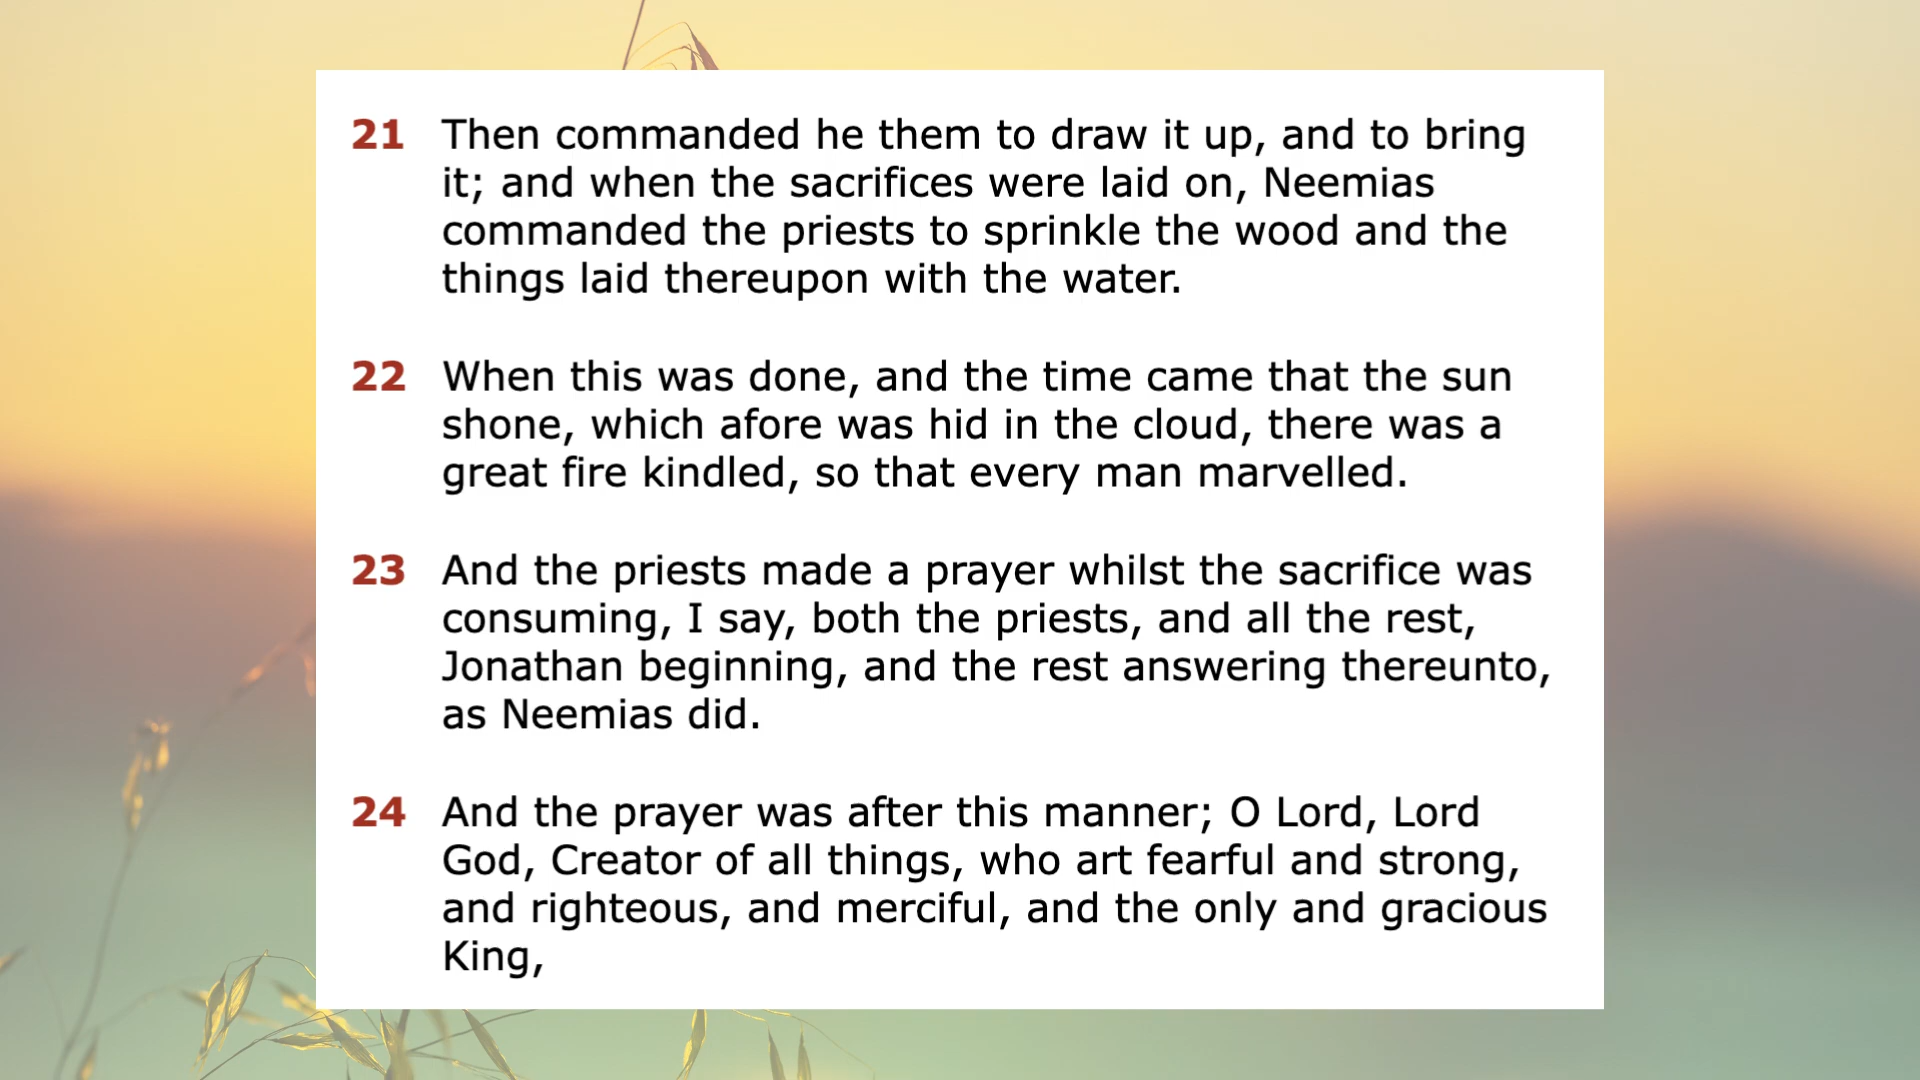 21 Then commanded he them to draw it up, and to bring
it; and when the sacrifices were laid on, Neemias
commanded the priests to sprinkle the wood and the
things laid thereupon with the water.
22 When this was done, and the time came that the sun
shone, which afore was hid in the cloud, there was a
great fire kindled, so that every man marvelled.
23 And the priests made a prayer whilst the sacrifice was
consuming, I say, both the priests, and all the rest,
Jonathan beginning, and the rest answering thereunto,
as Neemias did.
24 And the prayer was after this manner; O Lord, Lord
God, Creator of all things, who art fearful and strong,
and righteous, and merciful, and the only and gracious
King,